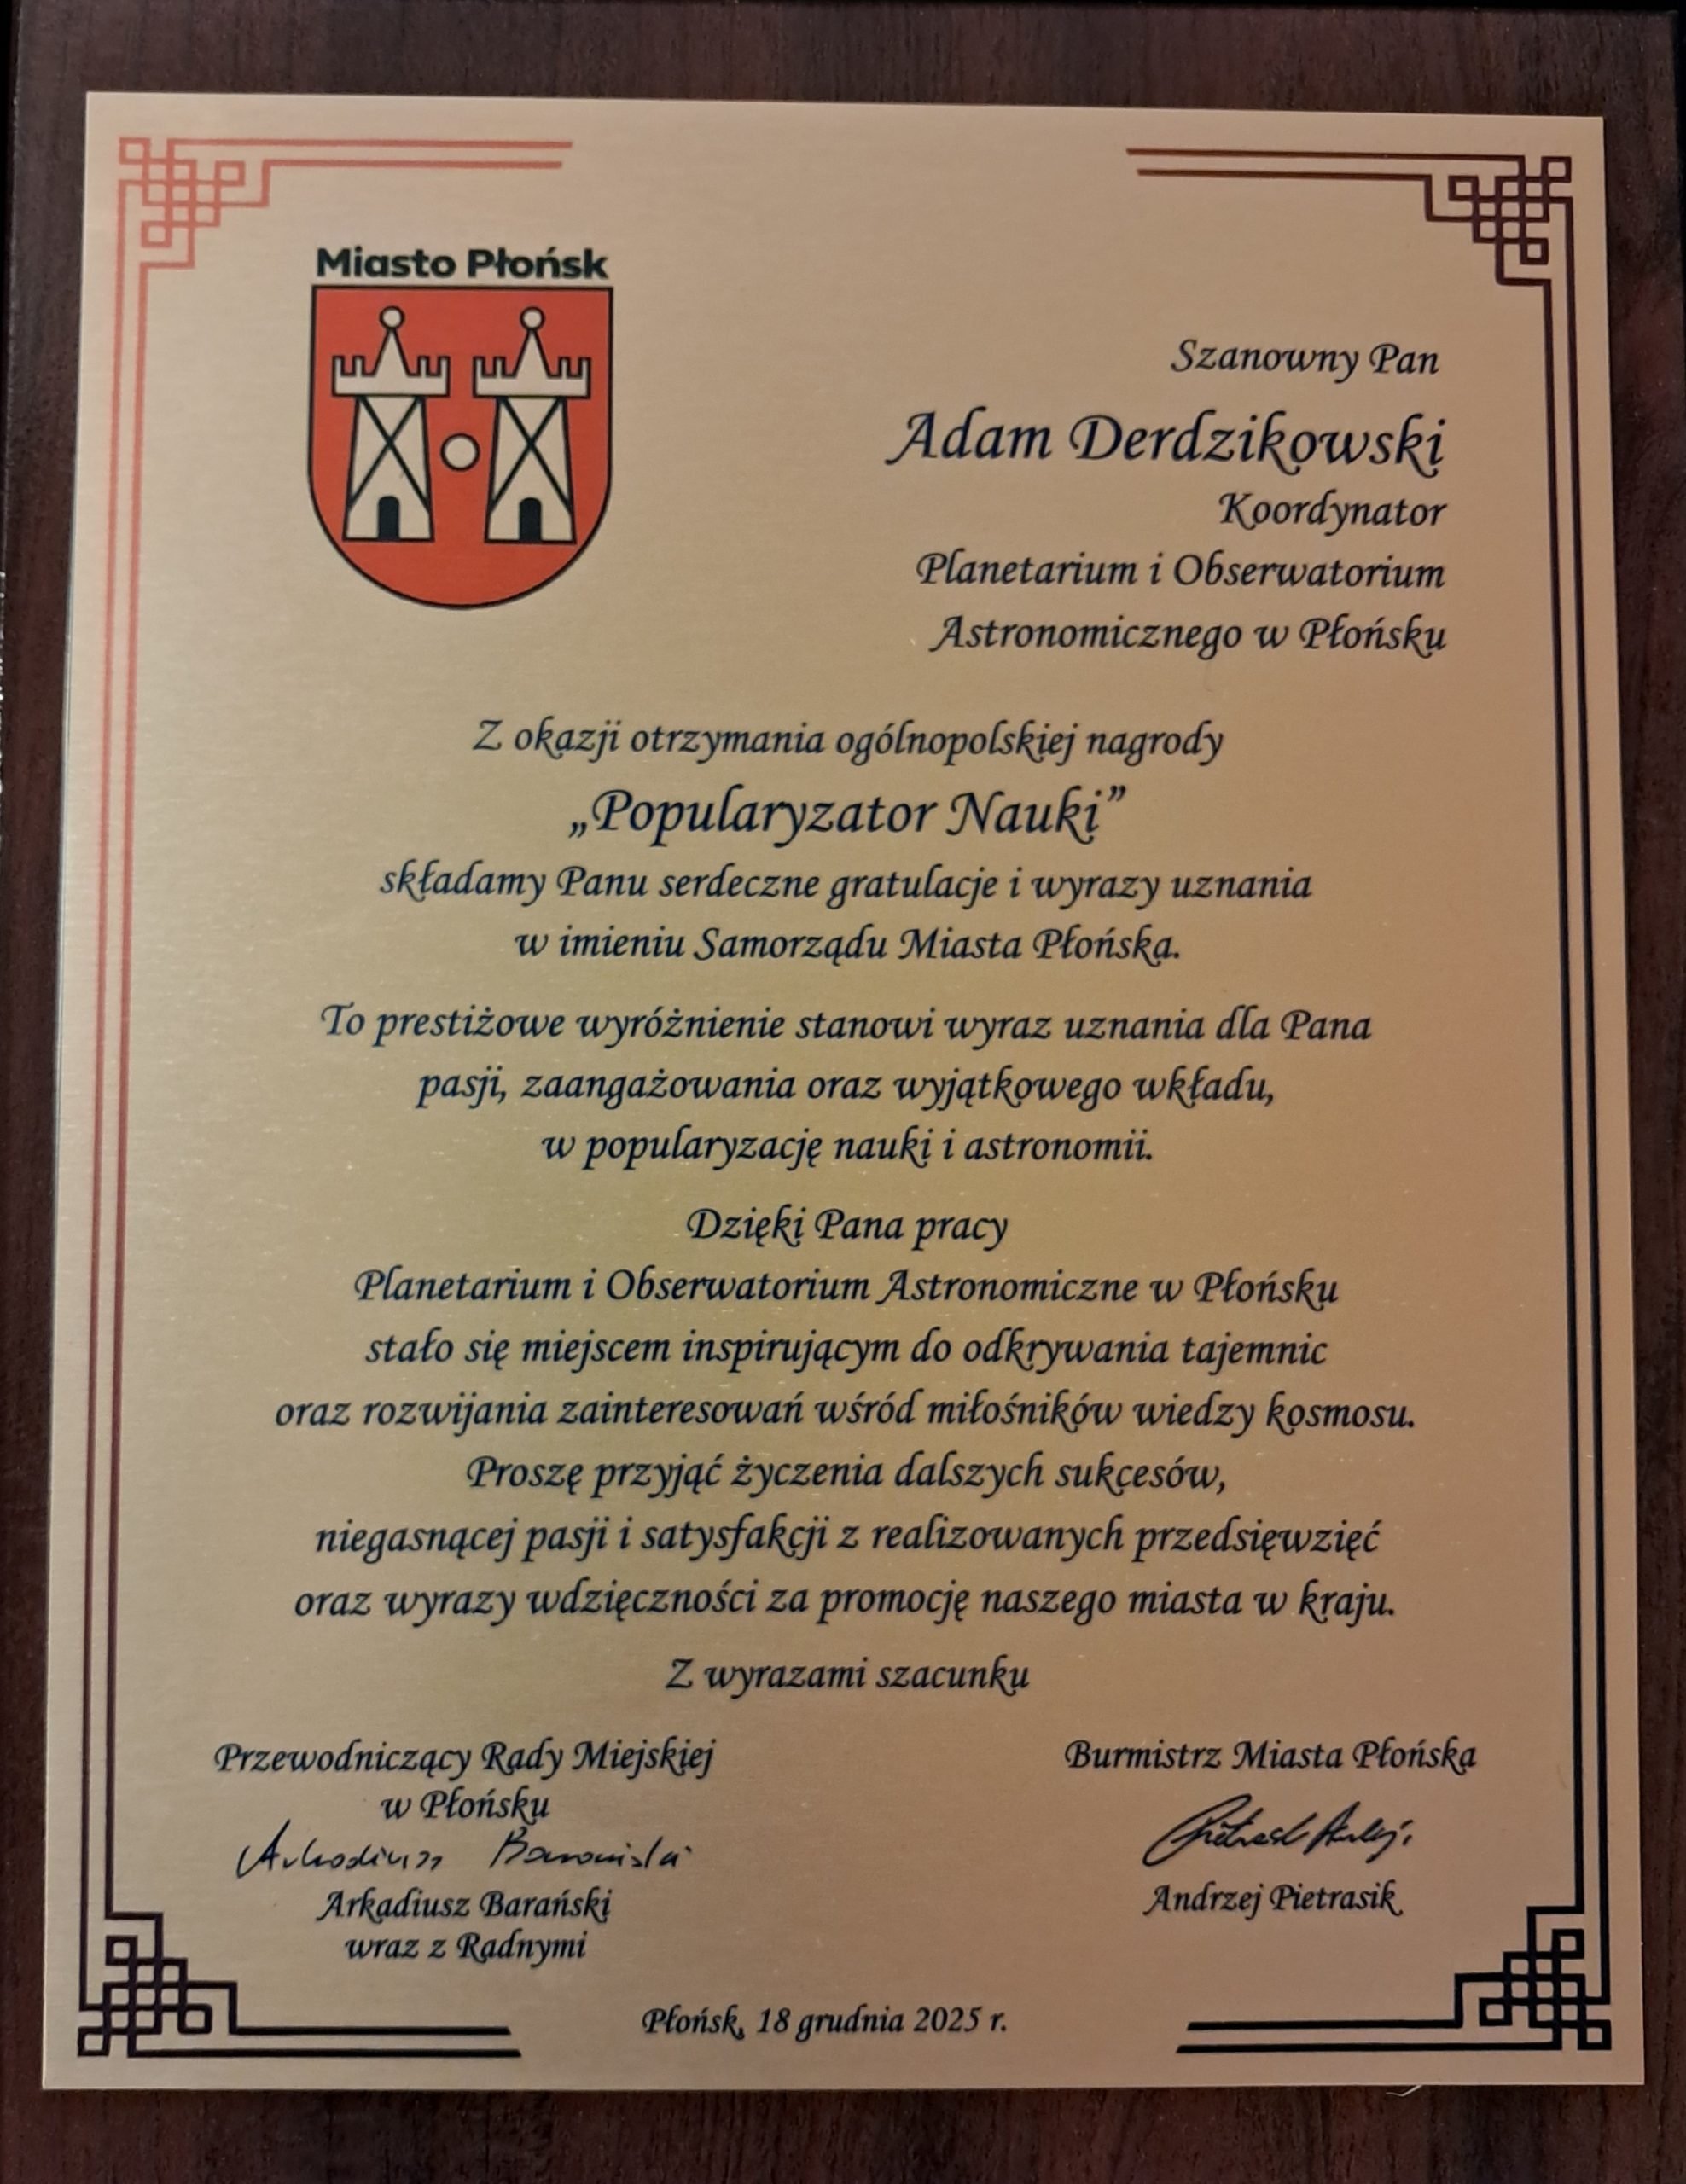 Miasto Płońsk
Szanowny Pan
Adam Derdzikowski
Koordynator
Planetarium i Obserwatorium
Astronomicznego w Płońsku
Z okazji otrzymania ogólnopolskiej nagrody
„Popularyzator Nauki”
składamy Panu serdeczne gratulacje i wyrazy uznania
w imieniu Samorządu Miasta Płońska.
To prestiżowe wyróżnienie stanowi wyraz uznania dla Pana
pasji, zaangażowania oraz wyjątkowego wkładu,
w popularyzację nauki i astronomii.
Dzięki Pana pracy
Planetarium i Obserwatorium Astronomiczne w Płońsku
stało się miejscem inspirującym do odkrywania tajemnic
oraz rozwijania zainteresowań wśród miłośników wiedzy kosmosu.
Proszę przyjąć życzenia dalszych sukcesów,
niegasnącej pasji i satysfakcji z realizowanych przedsięwzięć
oraz wyrazy wdzięczności za promocję naszego miasta w kraju.
Z wyrazami szacunku
Przewodniczący Rady Miejskiej
w Płońsku
Arkadiusz Barański
Arkadiusz Barański
wraz z Radnymi
Burmistrz Miasta Płońska
Pietrasik Andrzej
Andrzej Pietrasik
Płońsk, 18 grudnia 2025 r.